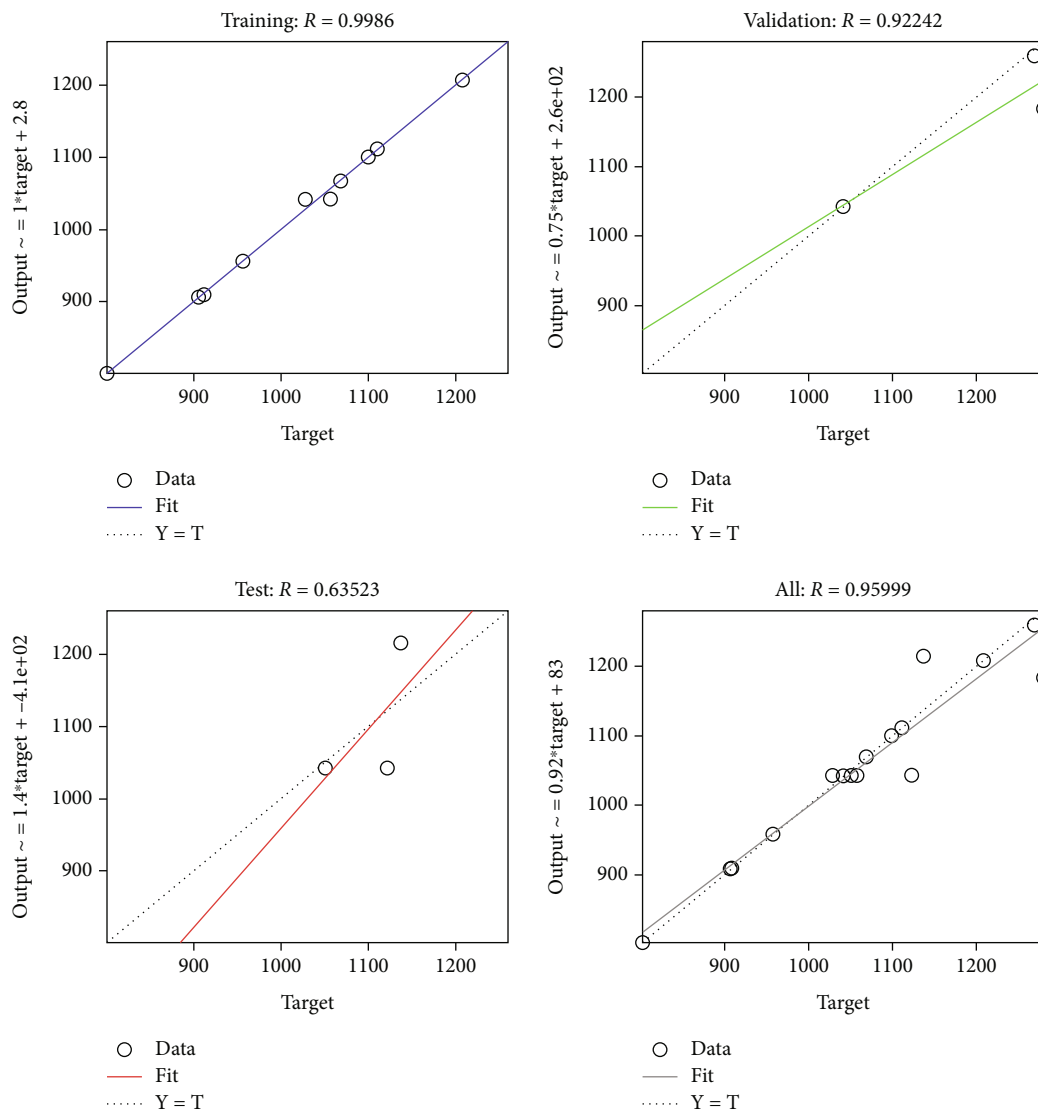 Training: R = 0.9986
Output ~ = 1*target + 2.8
1200
1100
1000
900
900 1000 1100 1200
Target
Data
Fit
Y = T
Validation: R = 0.92242
Output ~ = 0.75*target + 2.6e+02
1200
1100
1000
900
900 1000 1100 1200
Target
Data
Fit
Y = T
Test: R = 0.63523
Output ~ = 1.4*target + −4.1e+02
1200
1100
1000
900
900 1000 1100 1200
Target
Data
Fit
Y = T
All: R = 0.95999
Output ~ = 0.92*target + 83
1200
1100
1000
900
900 1000 1100 1200
Target
Data
Fit
Y = T